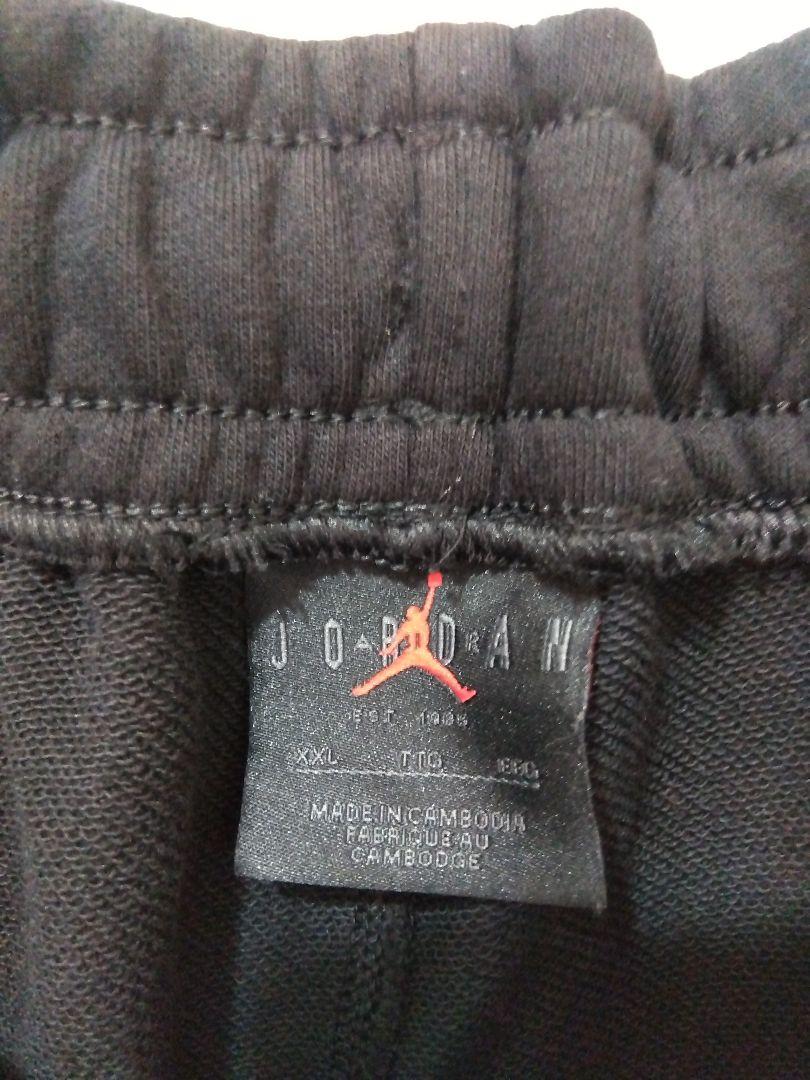 JORDAN
EST. 1985
XXL TTG EEG
MADE IN CAMBODIA
FABRIQUE AU
CAMBODGE